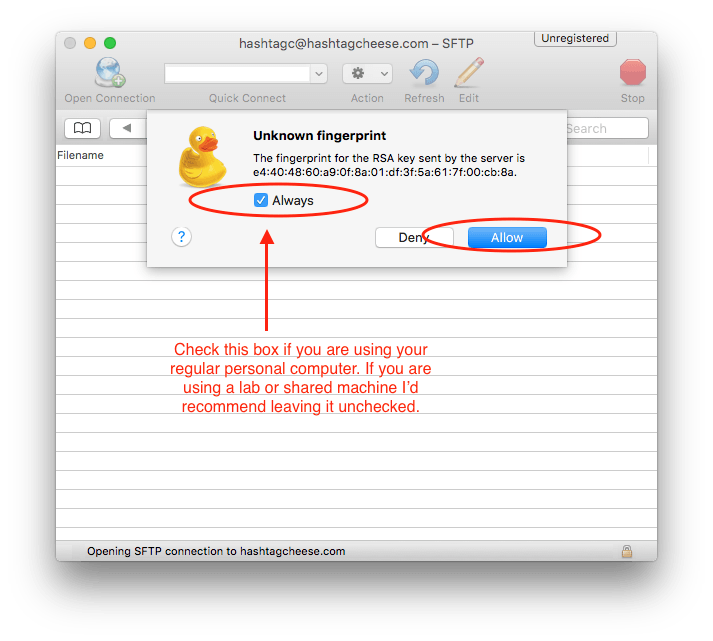 hashtagc@hashtagcheese.com – SFTP
Unregistered
Open Connection
Quick Connect
Action
Refresh
Edit
Stop
Search
Filename
Unknown fingerprint
The fingerprint for the RSA key sent by the server is
e4:40:48:60:a9:0f:8a:01:df:3f:5a:61:7f:00:cb:8a.
Always
?
Deny
Allow
Check this box if you are using your
regular personal computer. If you are
using a lab or shared machine I'd
recommend leaving it unchecked.
Opening SFTP connection to hashtagcheese.com